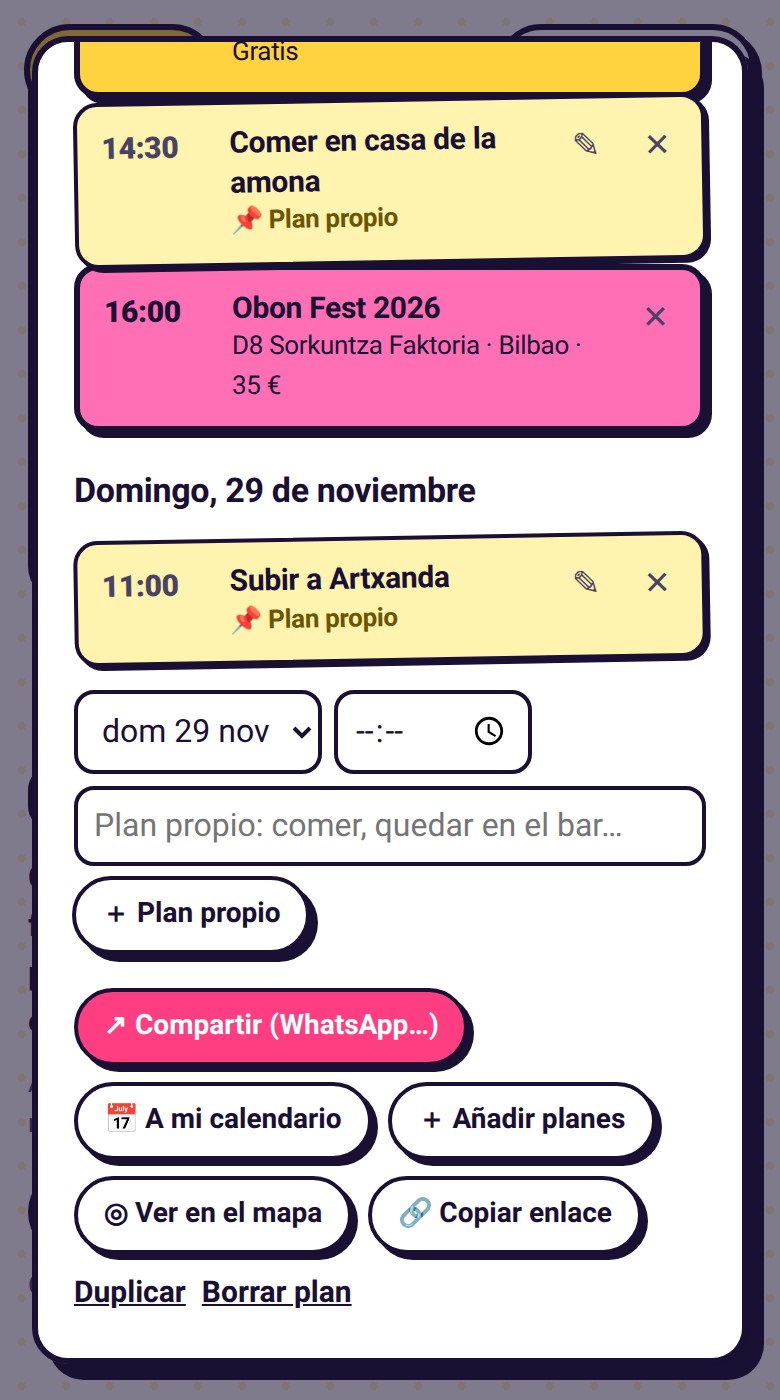 Gratis
14:30
Comer en casa de la
amona
📌 Plan propio
✎ ✕
16:00
Obon Fest 2026
D8 Sorkuntza Faktoria · Bilbao ·
35 €
✕
Domingo, 29 de noviembre
11:00
Subir a Artxanda
📌 Plan propio
✎ ✕
dom 29 nov
--:--
Plan propio: comer, quedar en el bar…
+ Plan propio
↗ Compartir (WhatsApp…)
📅 A mi calendario
+ Añadir planes
◎ Ver en el mapa
🔗 Copiar enlace
Duplicar Borrar plan